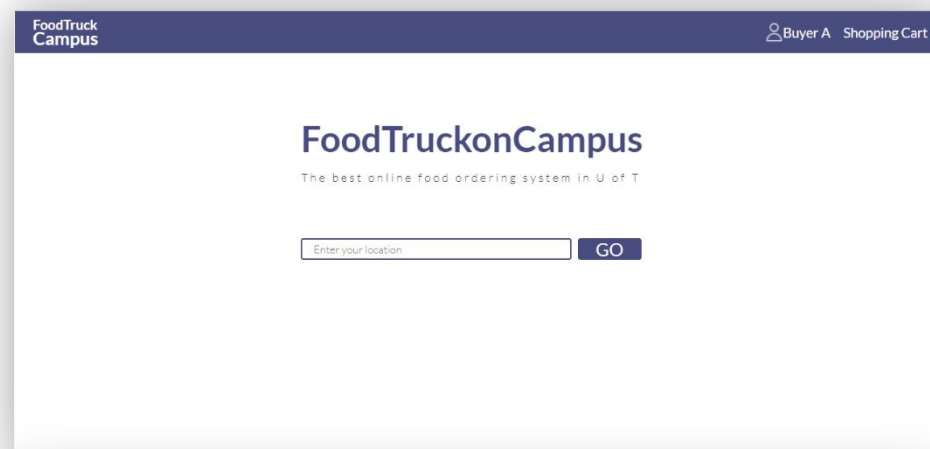 FoodTruck
Campus
Buyer A Shopping Cart
FoodTruckonCampus
The best online food ordering system in U of T
Enter your location GO